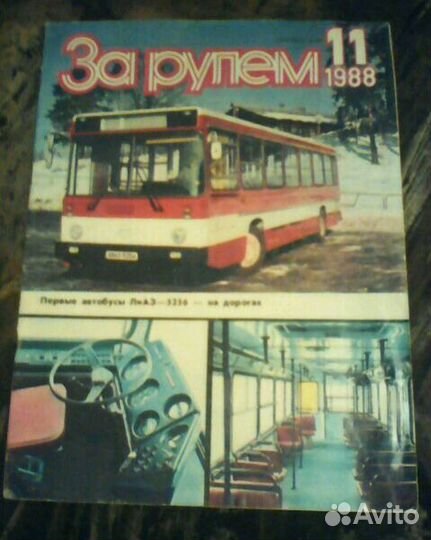 За рулем
11
1988
Первые автобусы ЛиАЗ—5256 — на дорогах
Avito